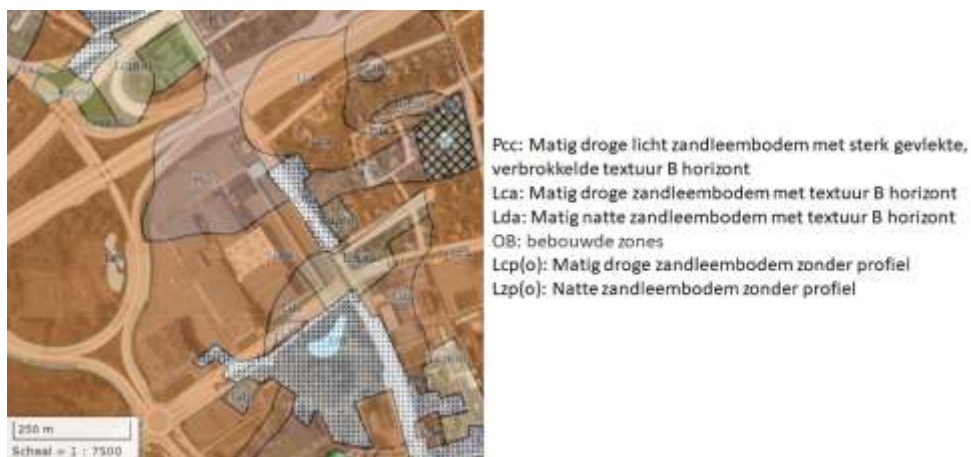 Pcc: Matig droge licht zandleembodem met sterk gevlekte,
verbrokkelde textuur B horizont
Lca: Matig droge zandleembodem met textuur B horizont
Lda: Matig natte zandleembodem met textuur B horizont
OB: bebouwde zones
Lcp(o): Matig droge zandleembodem zonder profiel
Lzp(o): Natte zandleembodem zonder profiel
250 m
Schaal = 1 : 7500